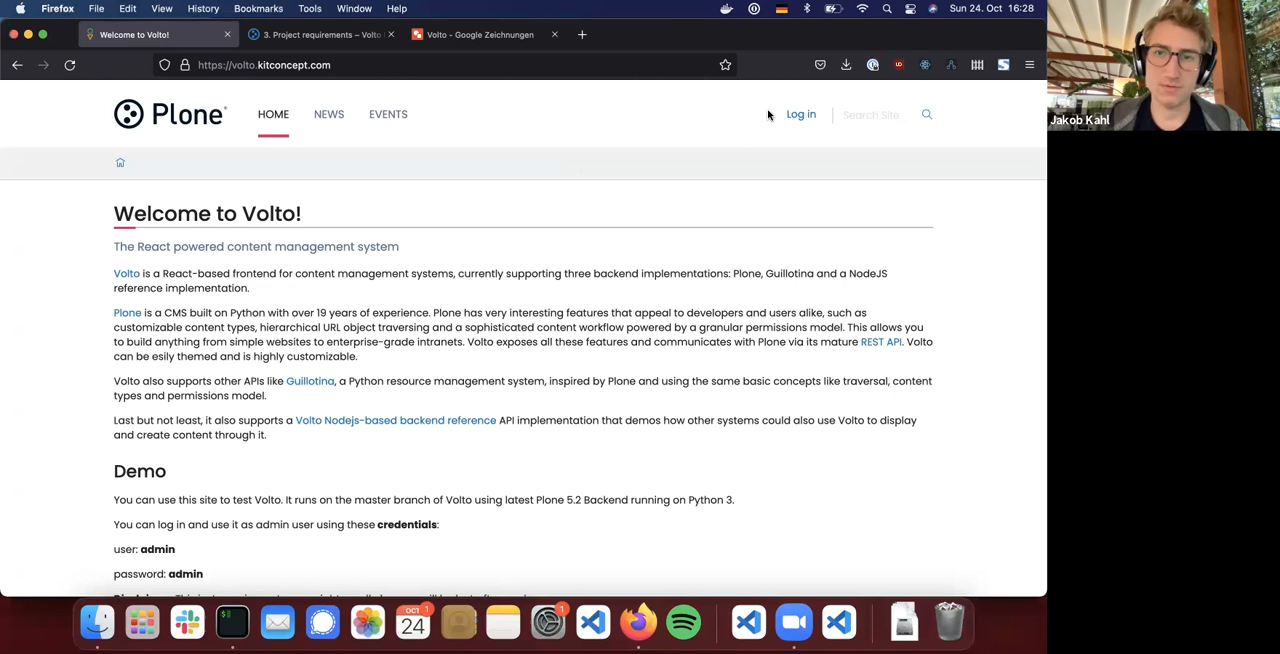 Firefox File Edit View History Bookmarks Tools Window Help Sun 24. Oct 16:28
Welcome to Volto! 3. Project requirements – Volto Volto - Google Zeichnungen
https://volto.kitconcept.com
Plone® HOME NEWS EVENTS Log in Search Site
Jakob Kahl
Welcome to Volto!
The React powered content management system
Volto is a React-based frontend for content management systems, currently supporting three backend implementations: Plone, Guillotina and a NodeJS
reference implementation.
Plone is a CMS built on Python with over 19 years of experience. Plone has very interesting features that appeal to developers and users alike, such as
customizable content types, hierarchical URL object traversing and a sophisticated content workflow powered by a granular permissions model. This allows you
to build anything from simple websites to enterprise-grade intranets. Volto exposes all these features and communicates with Plone via its mature REST API. Volto
can be esily themed and is highly customizable.
Volto also supports other APIs like Guillotina, a Python resource management system, inspired by Plone and using the same basic concepts like traversal, content
types and permissions model.
Last but not least, it also supports a Volto Nodejs-based backend reference API implementation that demos how other systems could also use Volto to display
and create content through it.
Demo
You can use this site to test Volto. It runs on the master branch of Volto using latest Plone 5.2 Backend running on Python 3.
You can log in and use it as admin user using these credentials:
user: admin
password: admin
OCT 1 1
24